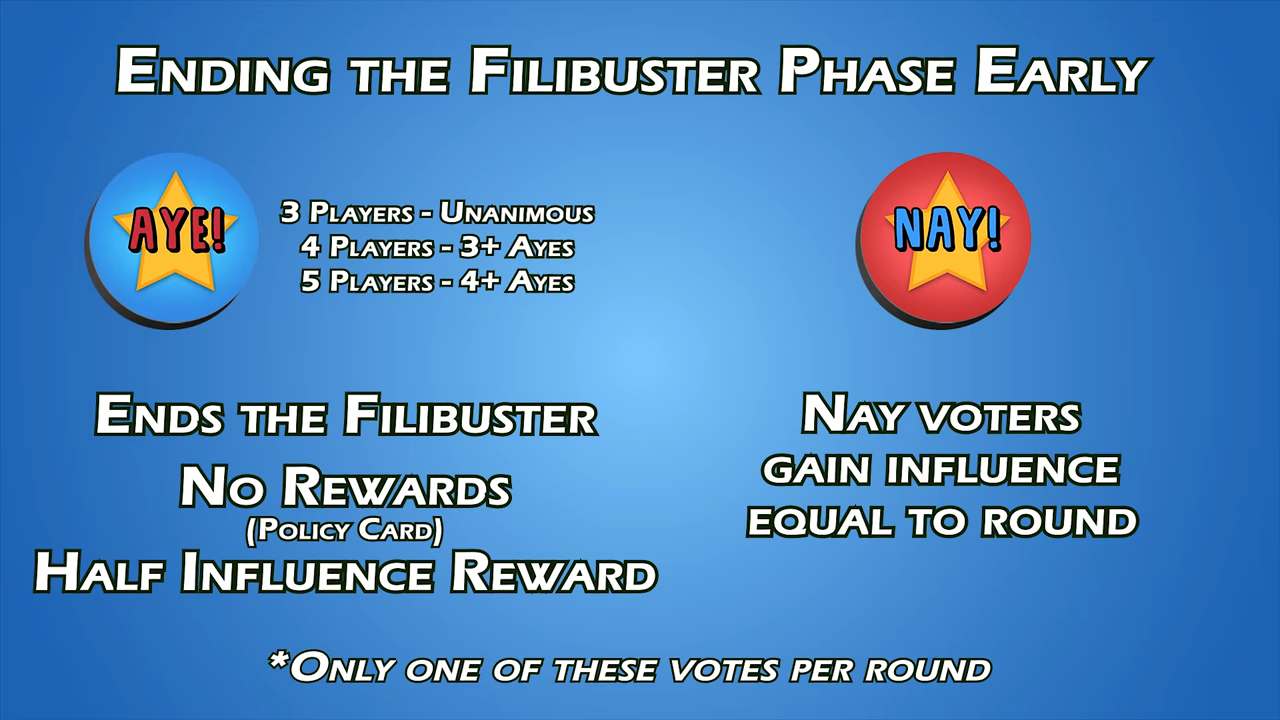 Ending the Filibuster Phase Early
AYE!
3 Players - Unanimous
4 Players - 3+ Ayes
5 Players - 4+ Ayes
NAY!
Ends the Filibuster
No Rewards
(Policy Card)
Half Influence Reward
Nay voters
gain influence
equal to round
*Only one of these votes per round